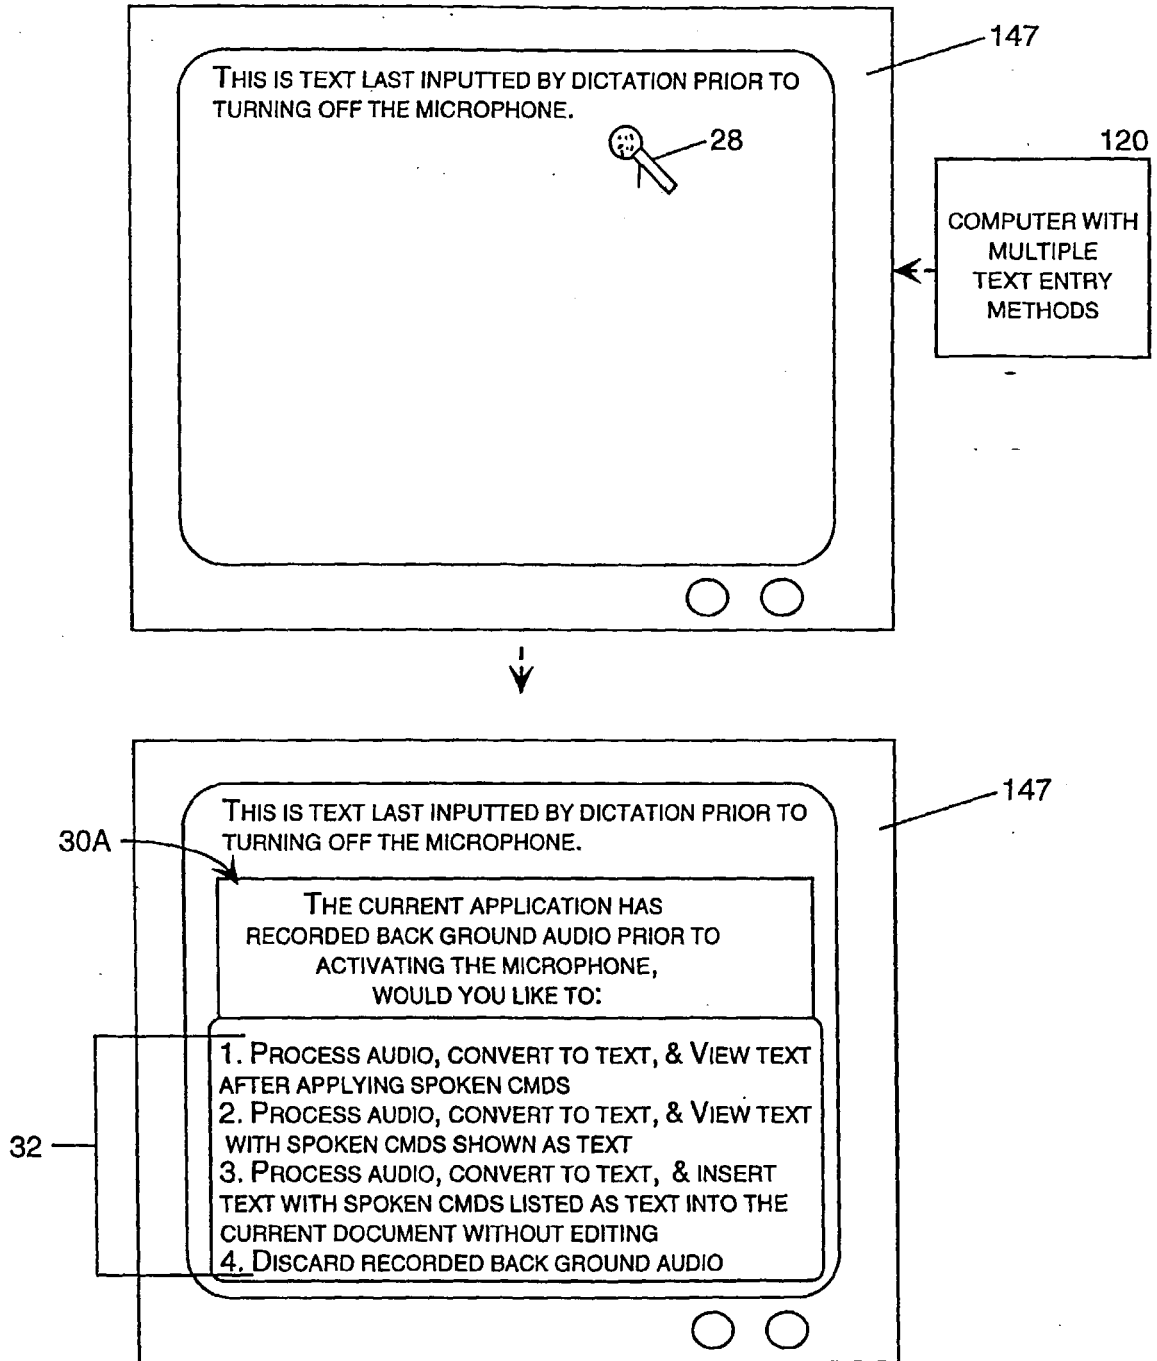 147
THIS IS TEXT LAST INPUTTED BY DICTATION PRIOR TO
TURNING OFF THE MICROPHONE.
28
120
COMPUTER WITH
MULTIPLE
TEXT ENTRY
METHODS
147
THIS IS TEXT LAST INPUTTED BY DICTATION PRIOR TO
TURNING OFF THE MICROPHONE.
30A
THE CURRENT APPLICATION HAS
RECORDED BACK GROUND AUDIO PRIOR TO
ACTIVATING THE MICROPHONE,
WOULD YOU LIKE TO:
32
1. PROCESS AUDIO, CONVERT TO TEXT, & VIEW TEXT
AFTER APPLYING SPOKEN CMDS
2. PROCESS AUDIO, CONVERT TO TEXT, & VIEW TEXT
WITH SPOKEN CMDS SHOWN AS TEXT
3. PROCESS AUDIO, CONVERT TO TEXT, & INSERT
TEXT WITH SPOKEN CMDS LISTED AS TEXT INTO THE
CURRENT DOCUMENT WITHOUT EDITING
4. DISCARD RECORDED BACK GROUND AUDIO